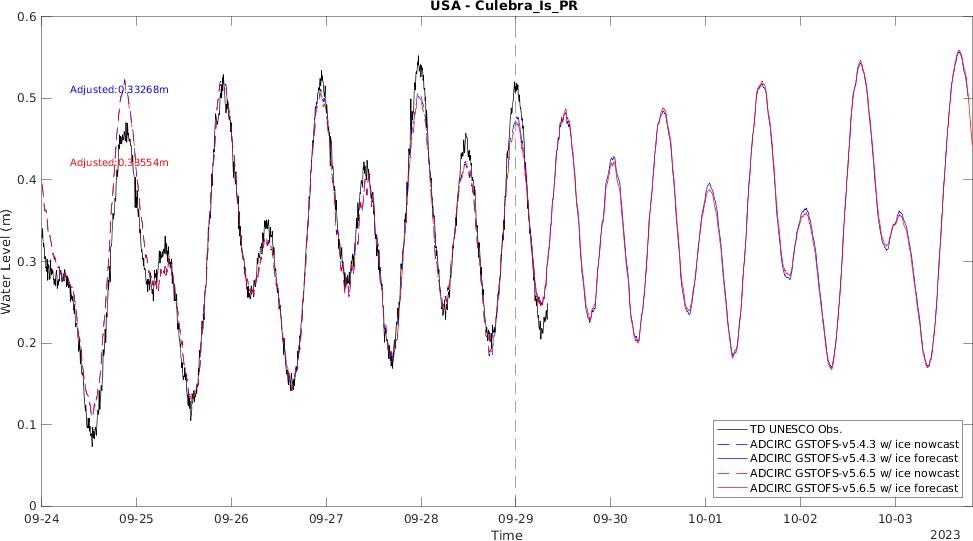 USA - Culebra_Is_PR
0.6
0.5
0.4
0.3
0.2
0.1
0
Water Level (m)
Adjusted:0.33268m
Adjusted:0.33554m
TD UNESCO Obs.
ADCIRC GSTOFS-v5.4.3 w/ ice nowcast
ADCIRC GSTOFS-v5.4.3 w/ ice forecast
ADCIRC GSTOFS-v5.6.5 w/ ice nowcast
ADCIRC GSTOFS-v5.6.5 w/ ice forecast
09-24 09-25 09-26 09-27 09-28 09-29 09-30 10-01 10-02 10-03
Time
2023